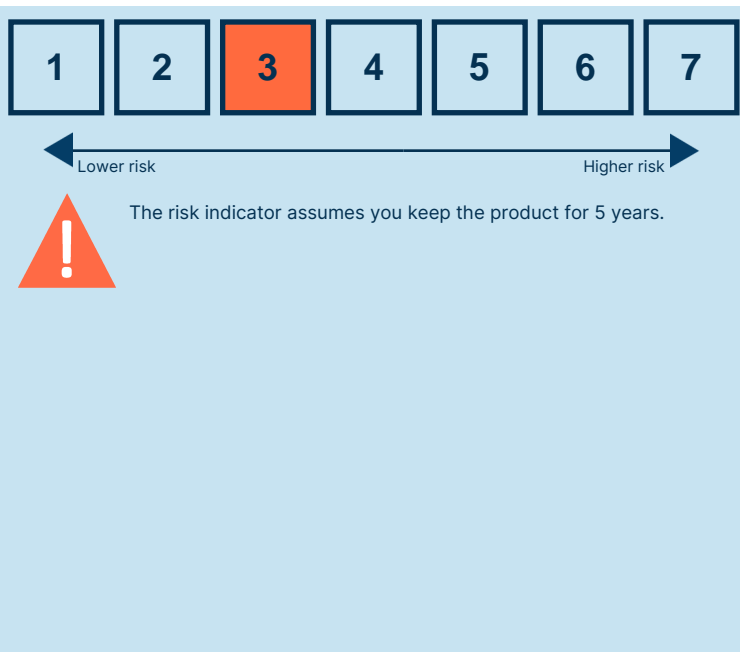 1 2 3 4 5 6 7
Lower risk Higher risk
The risk indicator assumes you keep the product for 5 years.
!